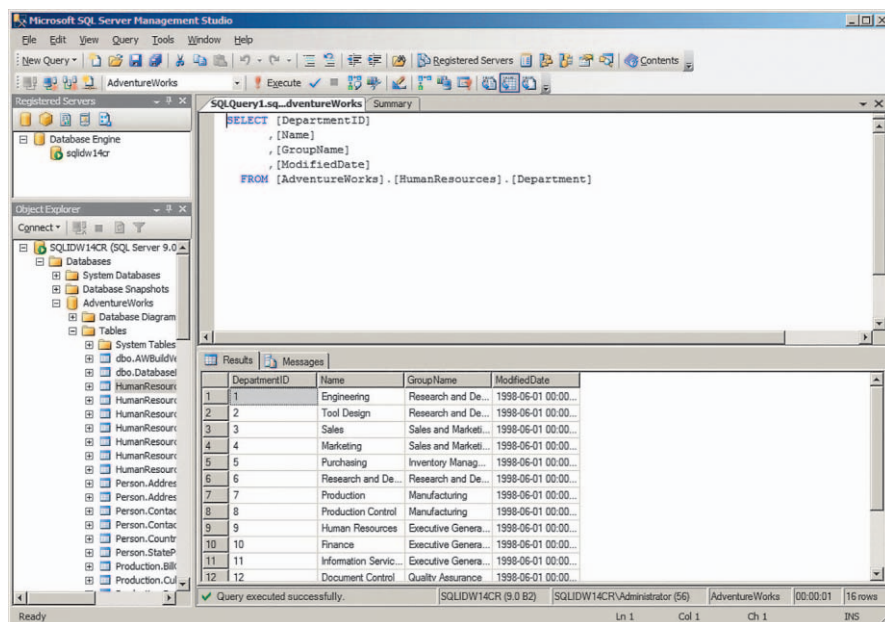 Microsoft SQL Server Management Studio
File Edit View Query Tools Window Help
New Query Registered Servers Contents
AdventureWorks Execute
Registered Servers
Database Engine
sqlidw14cr
SQLQuery1.sq...dventureWorks Summary
SELECT [DepartmentID]
,[Name]
,[GroupName]
,[ModifiedDate]
FROM [AdventureWorks].[HumanResources].[Department]
Object Explorer
Connect
SQLIDW14CR (SQL Server 9.0
Databases
System Databases
Database Snapshots
AdventureWorks
Database Diagram
Tables
System Tables
dbo.AWBuildVe
dbo.Databasel
HumanResourc
HumanResourc
HumanResourc
HumanResourc
HumanResourc
HumanResourc
HumanResourc
Person.Addres
Person.Addres
Person.Contac
Person.Contac
Person.Countr
Person.StateP
Production.Bill
Production.Cul
Results Messages
DepartmentID Name GroupName ModifiedDate
1 1 Engineering Research and De... 1998-06-01 00:00...
2 2 Tool Design Research and De... 1998-06-01 00:00...
3 3 Sales Sales and Marketi... 1998-06-01 00:00...
4 4 Marketing Sales and Marketi... 1998-06-01 00:00...
5 5 Purchasing Inventory Manag... 1998-06-01 00:00...
6 6 Research and De... Research and De... 1998-06-01 00:00...
7 7 Production Manufacturing 1998-06-01 00:00...
8 8 Production Control Manufacturing 1998-06-01 00:00...
9 9 Human Resources Executive Genera... 1998-06-01 00:00...
10 10 Finance Executive Genera... 1998-06-01 00:00...
11 11 Information Servic... Executive Genera... 1998-06-01 00:00...
12 12 Document Control Quality Assurance 1998-06-01 00:00...
Query executed successfully. SQLIDW14CR (9.0 B2) SQLIDW14CR\Administrator (56) AdventureWorks 00:00:01 16 rows
Ready Ln 1 Col 1 Ch 1 INS